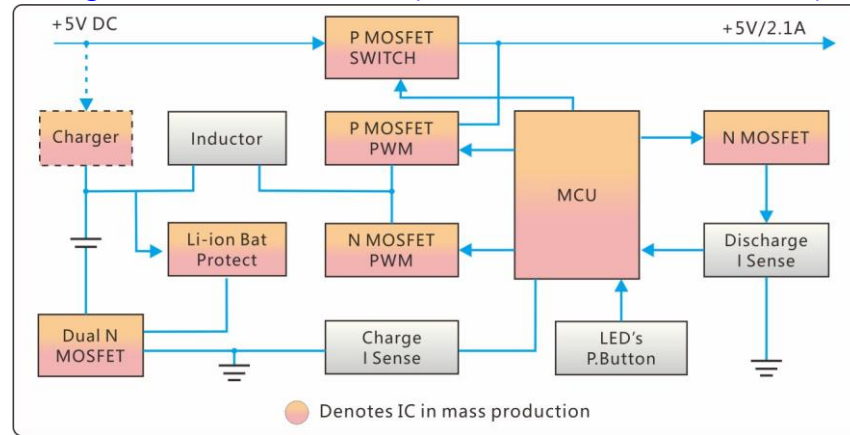 +5V DC
P MOSFET
SWITCH
+5V/2.1A
Charger
Inductor
P MOSFET
PWM
MCU
N MOSFET
Li-ion Bat
Protect
N MOSFET
PWM
Discharge
I Sense
Dual N
MOSFET
Charge
I Sense
LED's
P.Button
Denotes IC in mass production